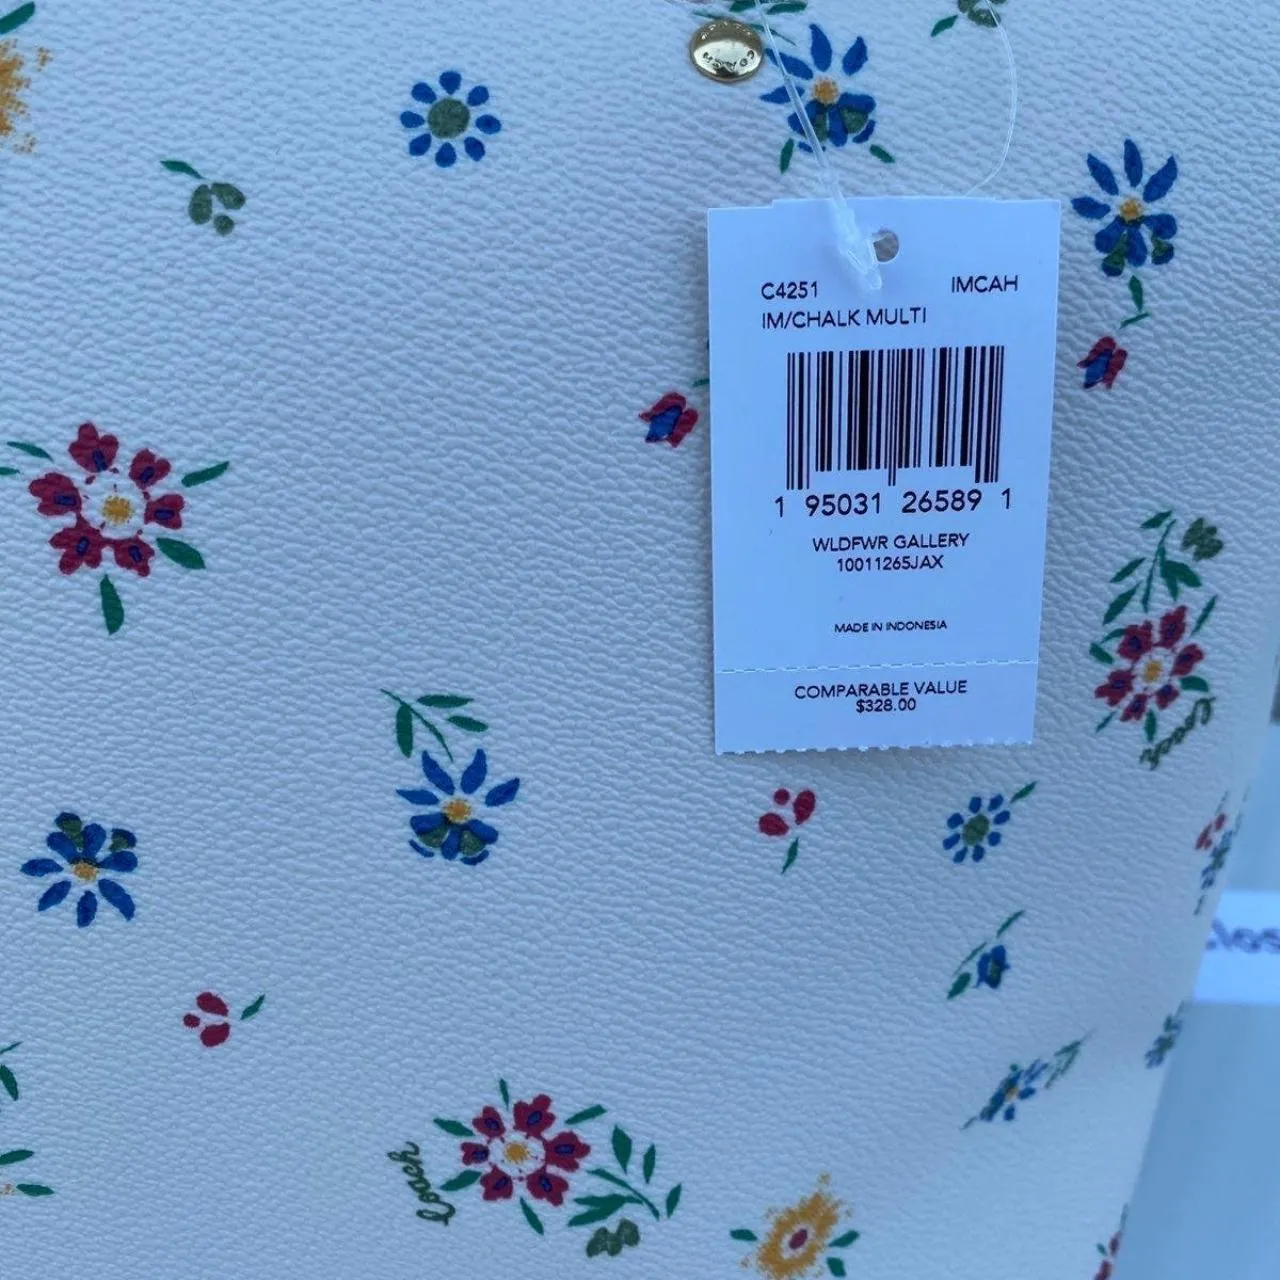 COACH
C4251 IMCAH
IM/CHALK MULTI
1 95031 26589 1
WLDFWR GALLERY
10011265JAX
MADE IN INDONESIA
COMPARABLE VALUE
$328.00
Coach
Coach